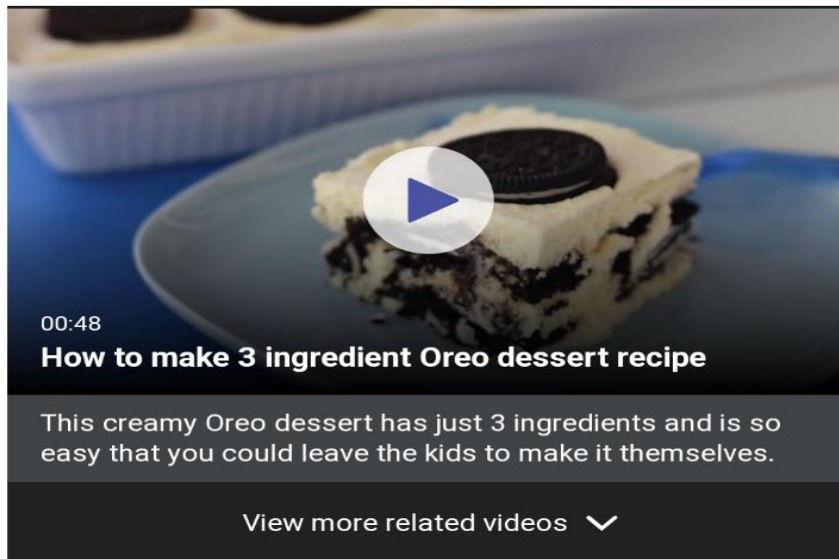 00:48
How to make 3 ingredient Oreo dessert recipe
This creamy Oreo dessert has just 3 ingredients and is so
easy that you could leave the kids to make it themselves.
View more related videos